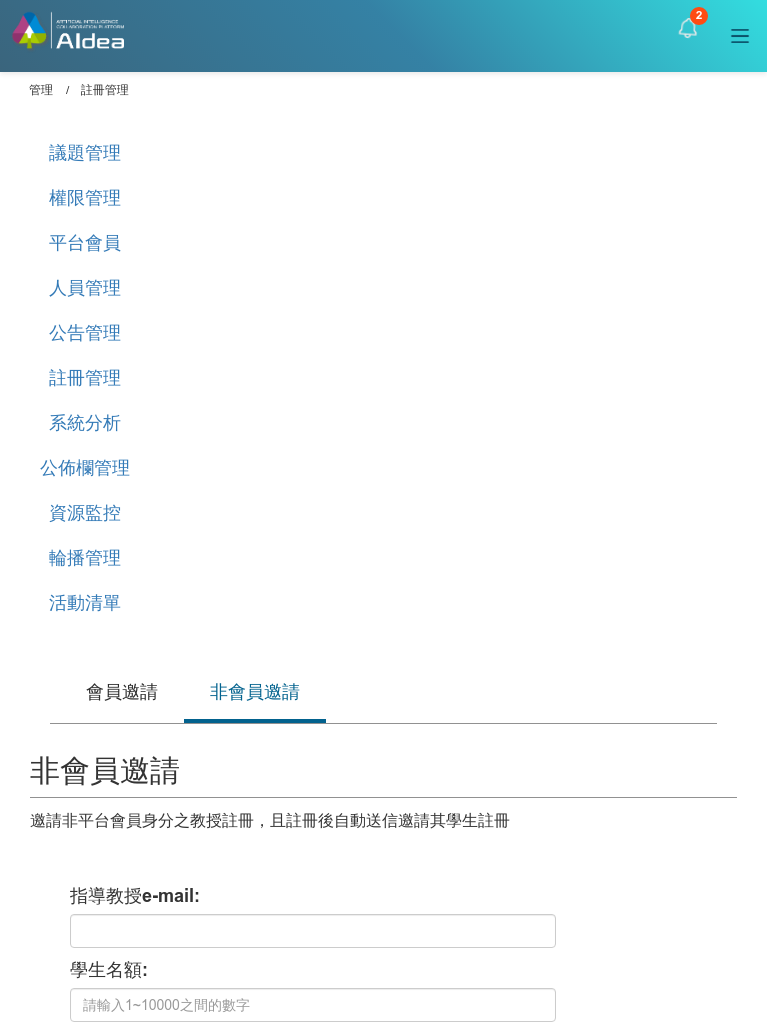 ARTIFICIAL INTELLIGENCE
COLLABORATION PLATFORM
AIdea
2
管理 / 註冊管理
議題管理
權限管理
平台會員
人員管理
公告管理
註冊管理
系統分析
公佈欄管理
資源監控
輪播管理
活動清單
會員邀請 非會員邀請
非會員邀請
邀請非平台會員身分之教授註冊，且註冊後自動送信邀請其學生註冊
指導教授e-mail:
學生名額:
請輸入1~10000之間的數字